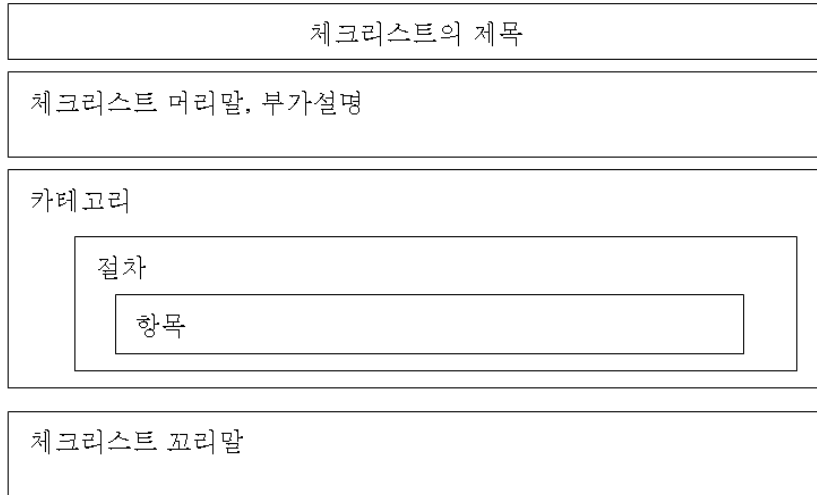 체크리스트의 제목
체크리스트 머리말, 부가설명
카테고리
절차
항목
체크리스트 꼬리말